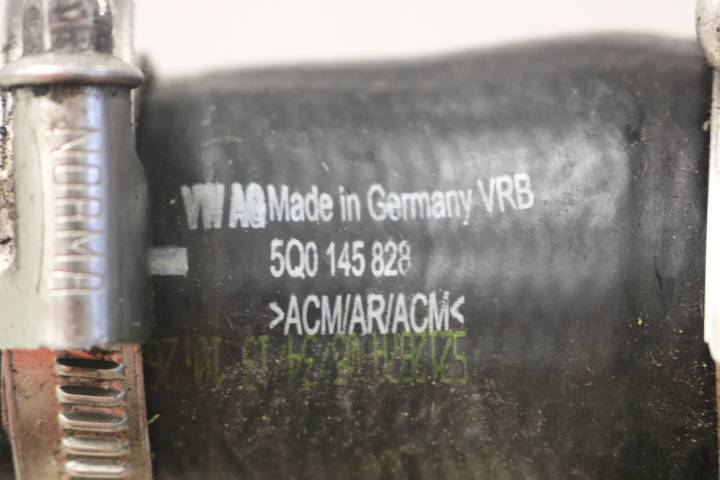 NORMA
VW AG Made in Germany VRB
5Q0 145 828
>ACM/AR/ACM<